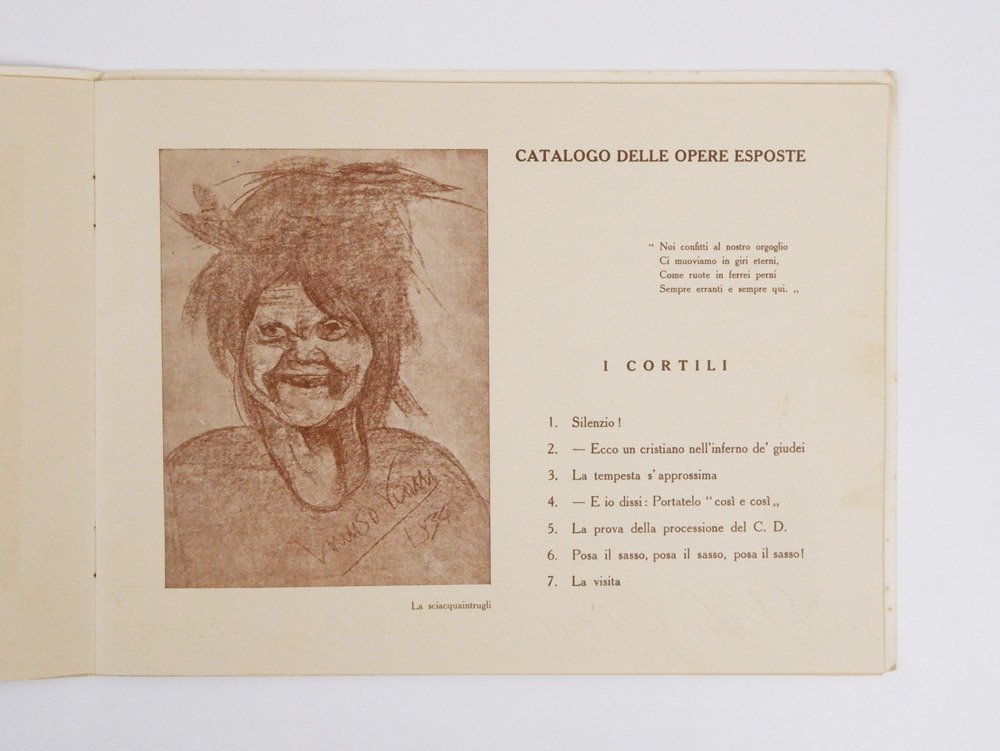 CATALOGO DELLE OPERE ESPOSTE
“ Noi confitti al nostro orgoglio
Ci muoviamo in giri eterni,
Come ruote in ferrei perni
Sempre erranti e sempre qui. „
I CORTILI
1. Silenzio !
2. — Ecco un cristiano nell'inferno de' giudei
3. La tempesta s'approssima
4. — E io dissi : Portatelo “ così e così „
5. La prova della processione del C. D.
6. Posa il sasso, posa il sasso, posa il sasso!
7. La visita
La sciacquaintrugli